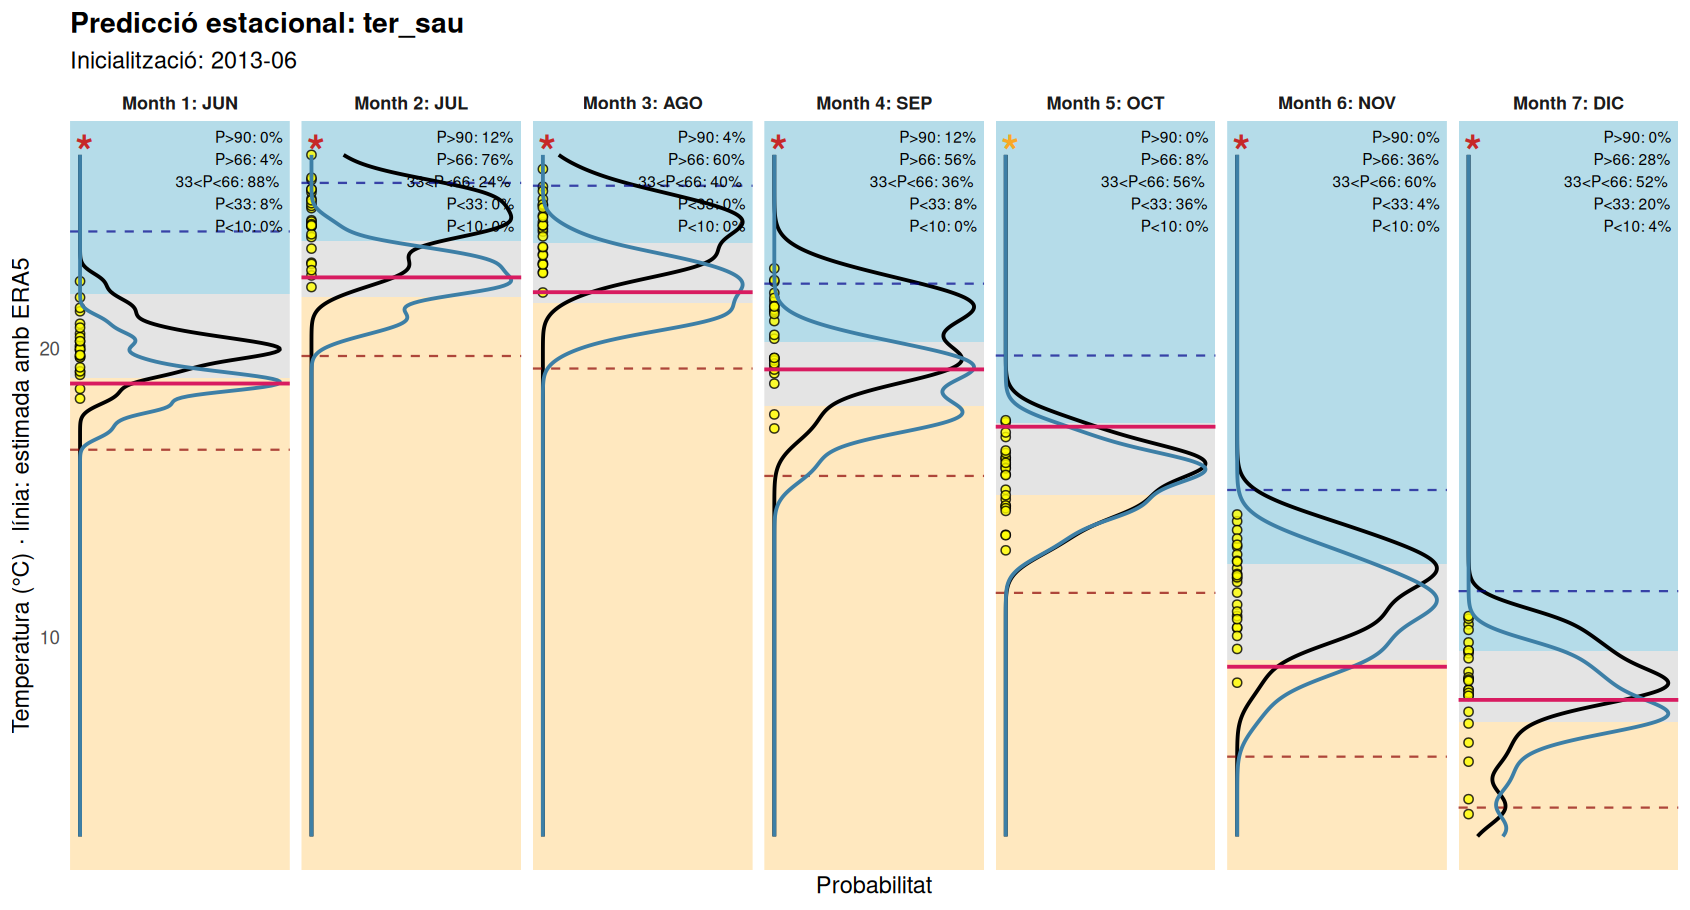 Predicció estacional: ter_sau
Inicialització: 2013-06
Month 1: JUN
Month 2: JUL
Month 3: AGO
Month 4: SEP
Month 5: OCT
Month 6: NOV
Month 7: DIC
P>90: 0%
P>66: 4%
33<P<66: 88%
P<33: 8%
P<10: 0%
P>90: 12%
P>66: 76%
33<P<66: 24%
P<33: 0%
P<10: 0%
P>90: 4%
P>66: 60%
33<P<66: 40%
P<33: 0%
P<10: 0%
P>90: 12%
P>66: 56%
33<P<66: 36%
P<33: 8%
P<10: 0%
P>90: 0%
P>66: 8%
33<P<66: 56%
P<33: 36%
P<10: 0%
P>90: 0%
P>66: 36%
33<P<66: 60%
P<33: 4%
P<10: 0%
P>90: 0%
P>66: 28%
33<P<66: 52%
P<33: 20%
P<10: 4%
Temperatura (°C) · línia: estimada amb ERA5
20
10
Probabilitat